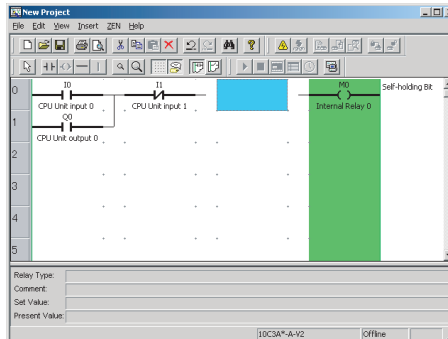 New Project
File Edit View Insert ZEN Help
0 I0 I1 M0 Self-holding Bit
CPU Unit input 0 CPU Unit input 1 Internal Relay 0
1 Q0
CPU Unit output 0
2
3
4
5
Relay Type:
Comment:
Set Value:
Present Value:
10C3A*-A-V2 Offline